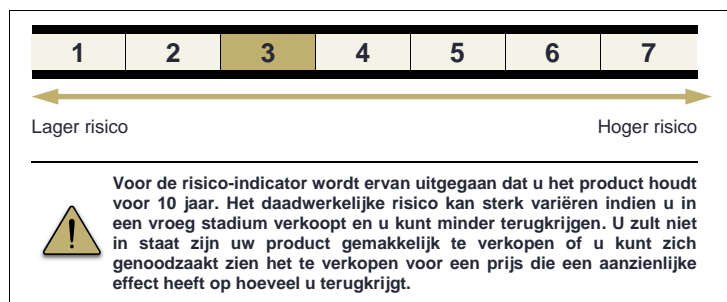 1 2 3 4 5 6 7
Lager risico Hoger risico
Voor de risico-indicator wordt ervan uitgegaan dat u het product houdt
voor 10 jaar. Het daadwerkelijke risico kan sterk variëren indien u in
een vroeg stadium verkoopt en u kunt minder terugkrijgen. U zult niet
in staat zijn uw product gemakkelijk te verkopen of u kunt zich
genoodzaakt zien het te verkopen voor een prijs die een aanzienlijke
effect heeft op hoeveel u terugkrijgt.